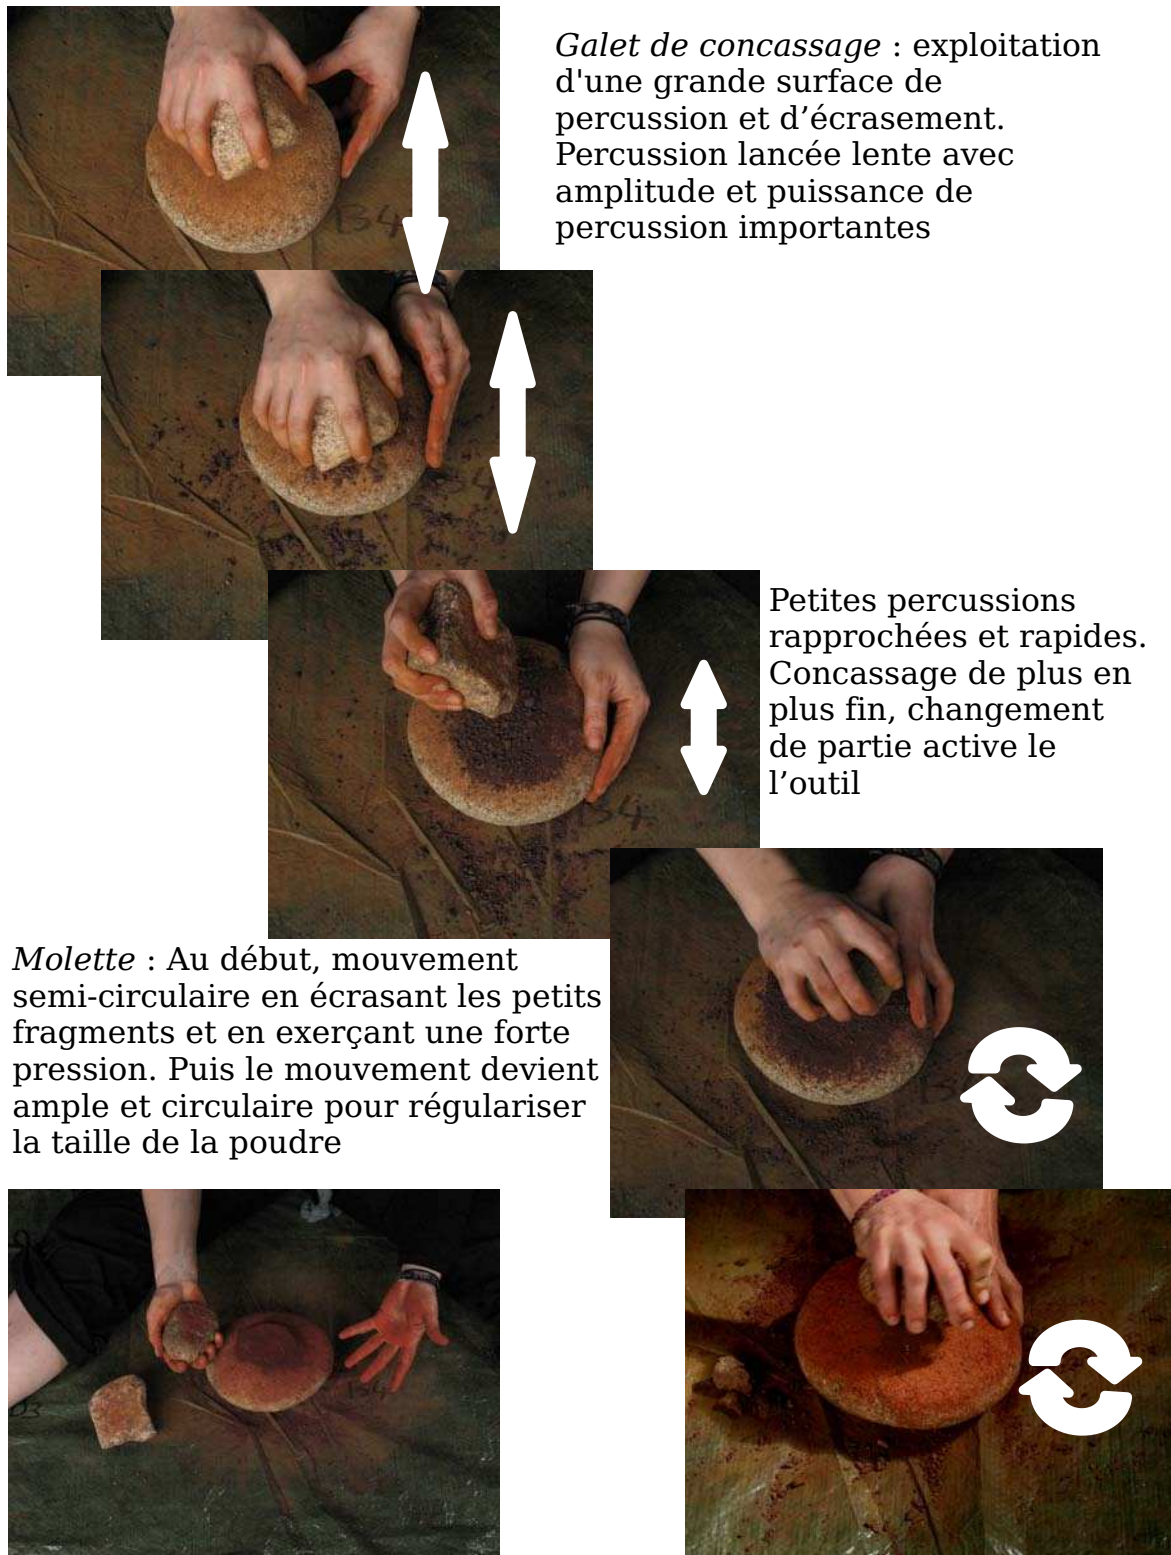 Galet de concassage : exploitation
d'une grande surface de
percussion et d’écrasement.
Percussion lancée lente avec
amplitude et puissance de
percussion importantes
Petites percussions
rapprochées et rapides.
Concassage de plus en
plus fin, changement
de partie active le
l’outil
Molette : Au début, mouvement
semi-circulaire en écrasant les petits
fragments et en exerçant une forte
pression. Puis le mouvement devient
ample et circulaire pour régulariser
la taille de la poudre
B4
B4